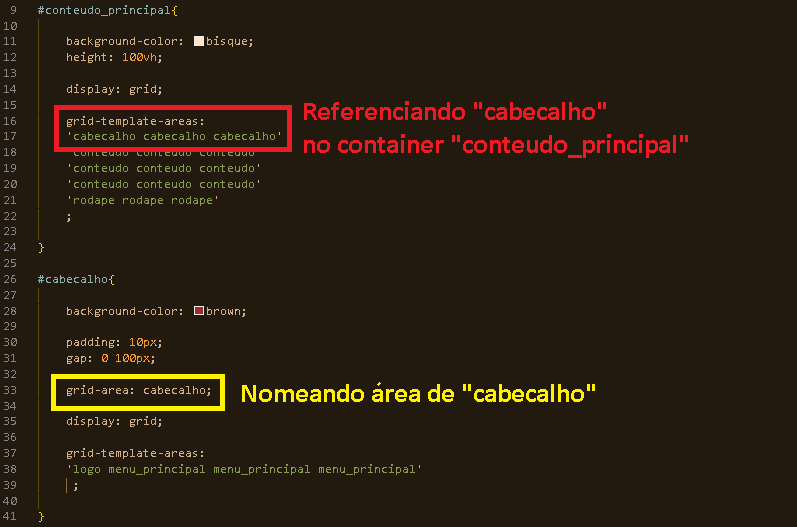 9 #conteudo_principal{
10
11 background-color: bisque;
12 height: 100vh;
13
14 display: grid;
15
16 grid-template-areas:
17 'cabecalho cabecalho cabecalho'
Referenciando "cabecalho"
no container "conteudo_principal"
18 'conteudo conteudo conteudo'
19 'conteudo conteudo conteudo'
20 'conteudo conteudo conteudo'
21 'rodape rodape rodape'
22 ;
23
24 }
25
26 #cabecalho{
27
28 background-color: brown;
29
30 padding: 10px;
31 gap: 0 100px;
32
33 grid-area: cabecalho;
Nomeando área de "cabecalho"
34
35 display: grid;
36
37 grid-template-areas:
38 'logo menu_principal menu_principal menu_principal'
39 ;
40
41 }